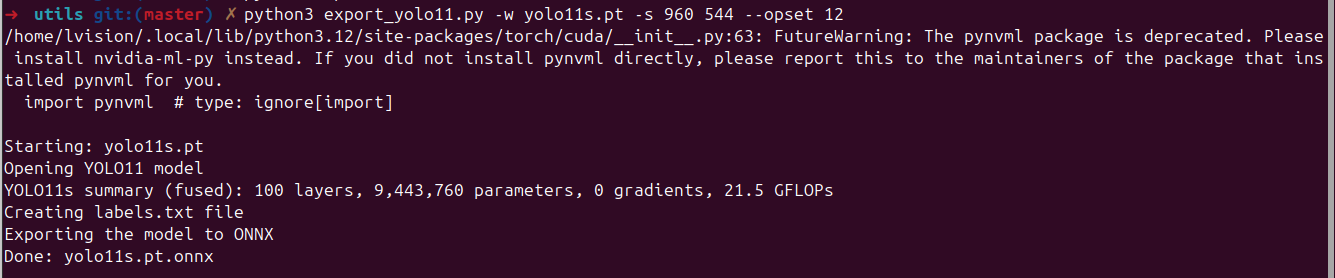 ➜  utils git:(master) ✗ python3 export_yolo11.py -w yolo11s.pt -s 960 544 --opset 12
/home/lvision/.local/lib/python3.12/site-packages/torch/cuda/__init__.py:63: FutureWarning: The pynvml package is deprecated. Please
 install nvidia-ml-py instead. If you did not install pynvml directly, please report this to the maintainers of the package that ins
talled pynvml for you.
  import pynvml  # type: ignore[import]

Starting: yolo11s.pt
Opening YOLO11 model
YOLO11s summary (fused): 100 layers, 9,443,760 parameters, 0 gradients, 21.5 GFLOPs
Creating labels.txt file
Exporting the model to ONNX
Done: yolo11s.pt.onnx